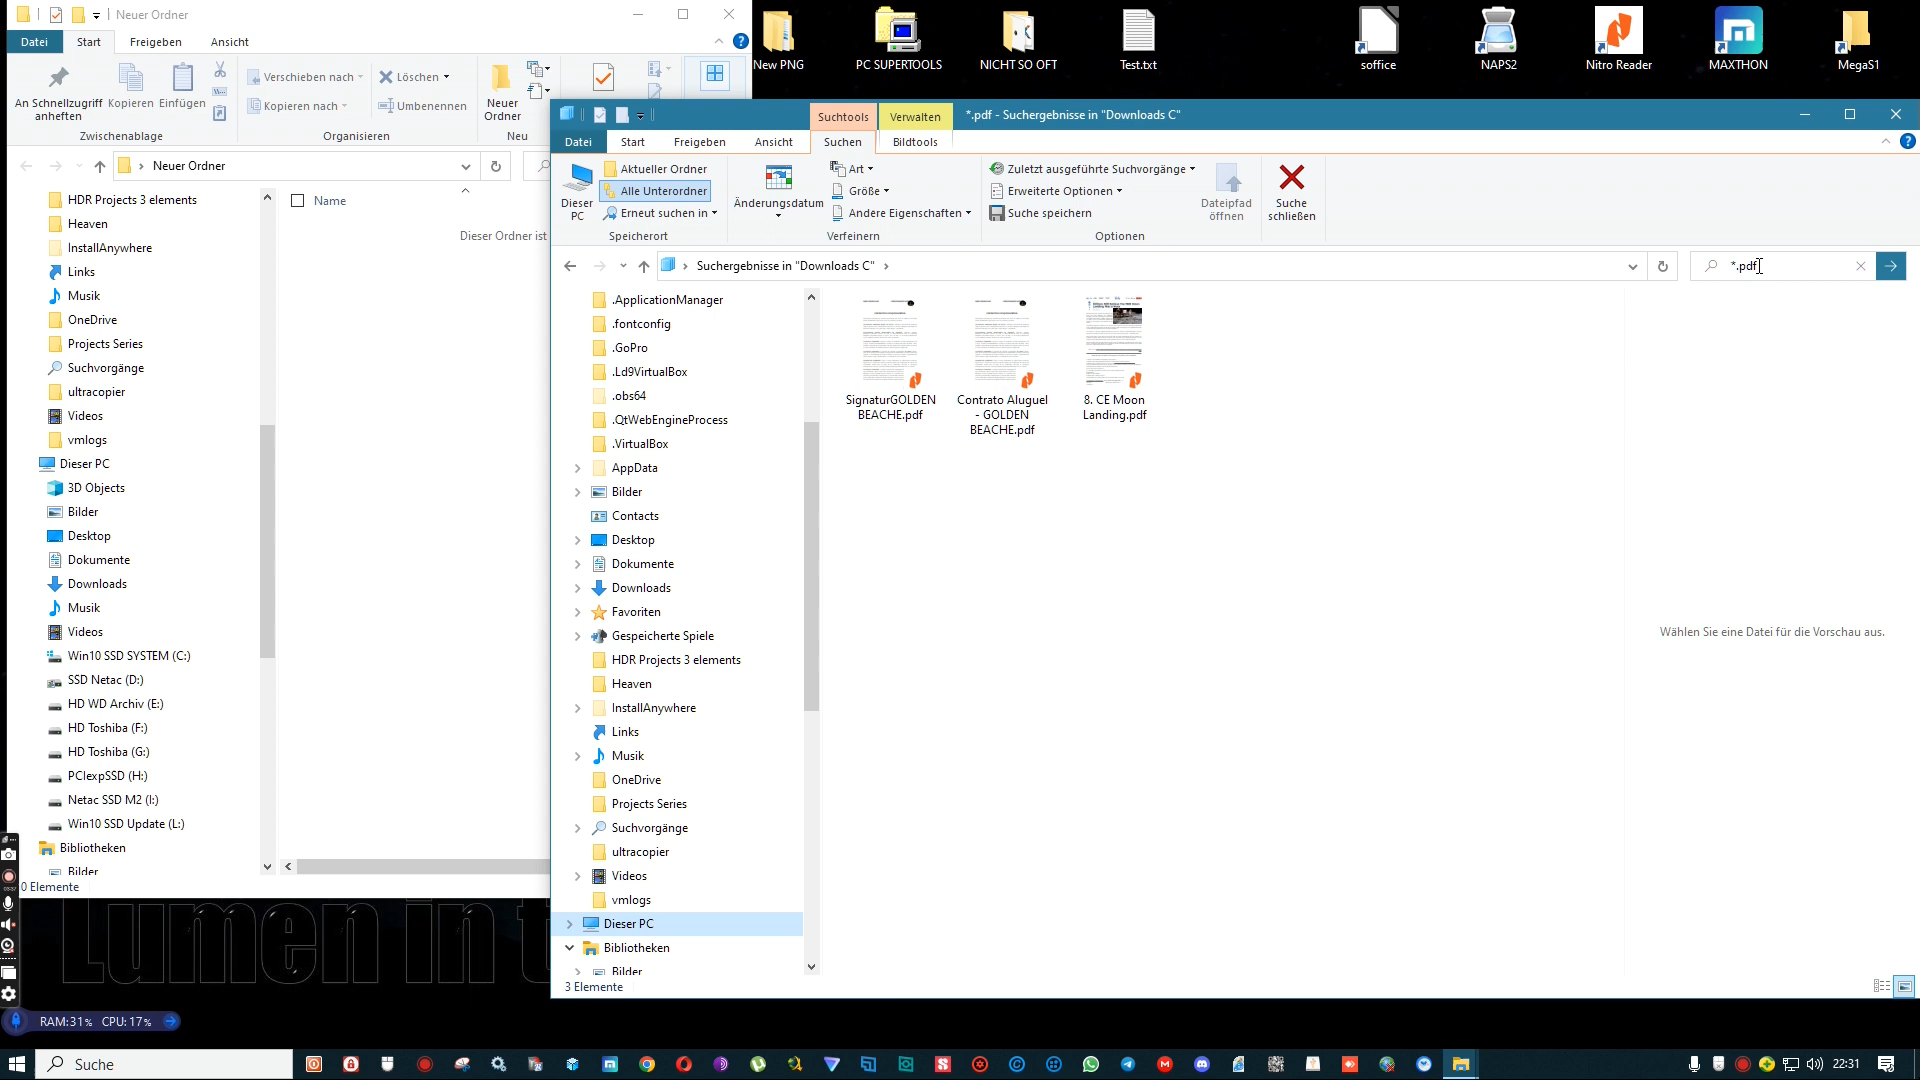 Neuer Ordner
Datei
Start
Freigeben
Ansicht
An Schnellzugriff
anheften
Kopieren
Einfügen
Verschieben nach
Kopieren nach
Löschen
Umbenennen
Neuer
Ordner
Zwischenablage
Organisieren
Neu
Neuer Ordner
Name
Dieser Ordner ist
HDR Projects 3 elements
Heaven
InstallAnywhere
Links
Musik
OneDrive
Projects Series
Suchvorgänge
ultracopier
Videos
vmlogs
Dieser PC
3D Objects
Bilder
Desktop
Dokumente
Downloads
Musik
Videos
Win10 SSD SYSTEM (C:)
SSD Netac (D:)
HD WD Archiv (E:)
HD Toshiba (F:)
HD Toshiba (G:)
PCIexpSSD (H:)
Netac SSD M2 (I:)
Win10 SSD Update (L:)
Bibliotheken
Bilder
0 Elemente
New PNG
PC SUPERTOOLS
NICHT SO OFT
Test.txt
soffice
NAPS2
Nitro Reader
MAXTHON
MegaS1
Suchtools
Verwalten
*.pdf - Suchergebnisse in "Downloads C"
Datei
Start
Freigeben
Ansicht
Suchen
Bildtools
Dieser
PC
Aktueller Ordner
Alle Unterordner
Erneut suchen in
Speicherort
Änderungsdatum
Art
Größe
Andere Eigenschaften
Verfeinern
Zuletzt ausgeführte Suchvorgänge
Erweiterte Optionen
Suche speichern
Dateipfad
öffnen
Optionen
Suche
schließen
Suchergebnisse in "Downloads C"
*.pdf
.ApplicationManager
.fontconfig
.GoPro
.Ld9VirtualBox
.obs64
.QtWebEngineProcess
.VirtualBox
AppData
Bilder
Contacts
Desktop
Dokumente
Downloads
Favoriten
Gespeicherte Spiele
HDR Projects 3 elements
Heaven
InstallAnywhere
Links
Musik
OneDrive
Projects Series
Suchvorgänge
ultracopier
Videos
vmlogs
Dieser PC
Bibliotheken
Bilder
SignaturGOLDEN
BEACHE.pdf
Contrato Aluguel
- GOLDEN
BEACHE.pdf
8. CE Moon
Landing.pdf
Wählen Sie eine Datei für die Vorschau aus.
3 Elemente
Lumen in t
RAM:31% CPU: 17%
Suche
22:31